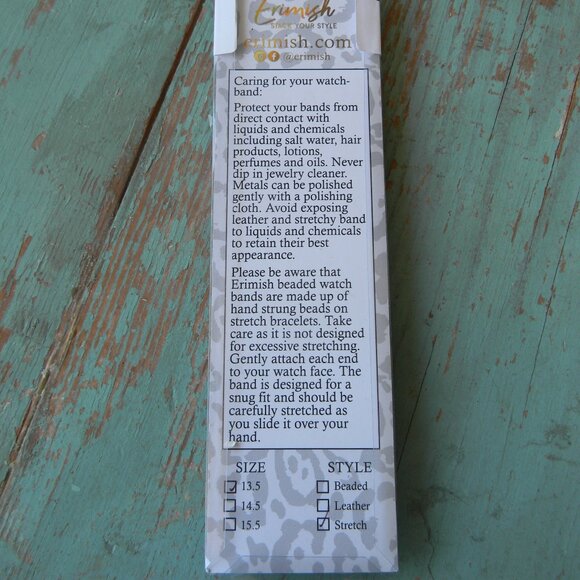 Erimish
STACK YOUR STYLE
erimish.com
@erimish
Caring for your watch-
band:
Protect your bands from
direct contact with
liquids and chemicals
including salt water, hair
products, lotions,
perfumes and oils. Never
dip in jewelry cleaner.
Metals can be polished
gently with a polishing
cloth. Avoid exposing
leather and stretchy band
to liquids and chemicals
to retain their best
appearance.
Please be aware that
Erimish beaded watch
bands are made up of
hand strung beads on
stretch bracelets. Take
care as it is not designed
for excessive stretching.
Gently attach each end
to your watch face. The
band is designed for a
snug fit and should be
carefully stretched as
you slide it over your
hand.
SIZE STYLE
13.5 Beaded
14.5 Leather
15.5 Stretch